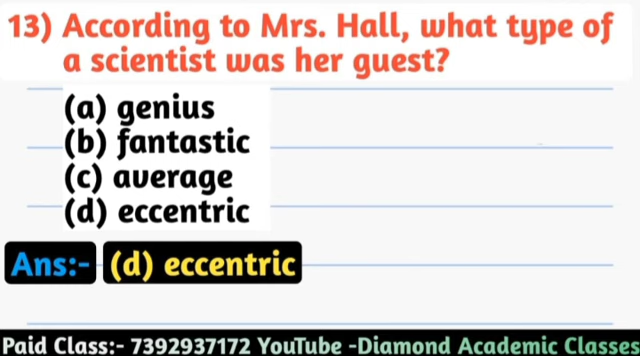 13) According to Mrs. Hall, what type of
a scientist was her guest?
(a) genius
(b) fantastic
(c) average
(d) eccentric
Ans:- (d) eccentric
Paid Class:- 7392937172 YouTube -Diamond Academic Classes